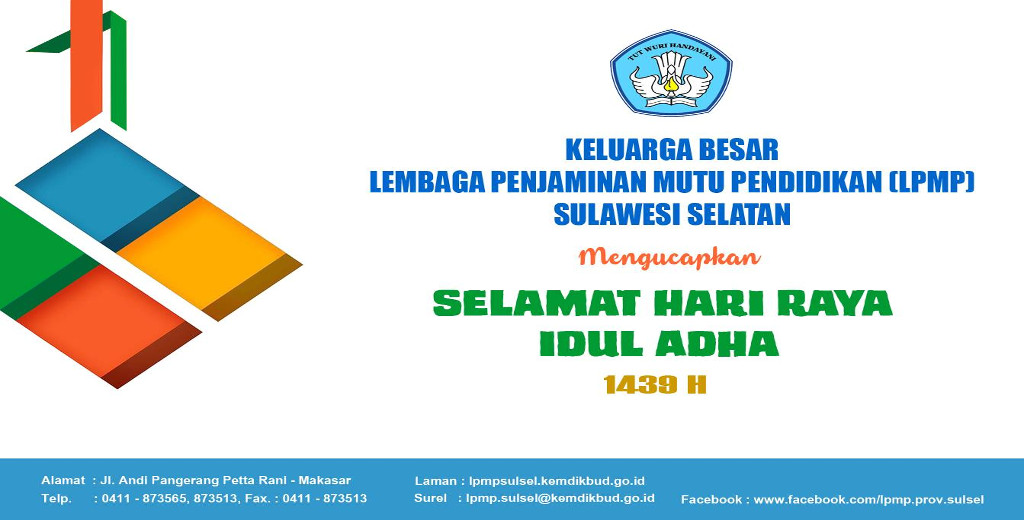 TUT WURI HANDAYANI
KELUARGA BESAR
LEMBAGA PENJAMINAN MUTU PENDIDIKAN (LPMP)
SULAWESI SELATAN
Mengucapkan
SELAMAT HARI RAYA
IDUL ADHA
1439 H
Alamat : Jl. Andi Pangerang Petta Rani - Makasar
Telp. : 0411 - 873565, 873513, Fax. : 0411 - 873513
Laman : lpmpsulsel.kemdikbud.go.id
Surel : lpmp.sulsel@kemdikbud.go.id
Facebook : www.facebook.com/lpmp.prov.sulsel